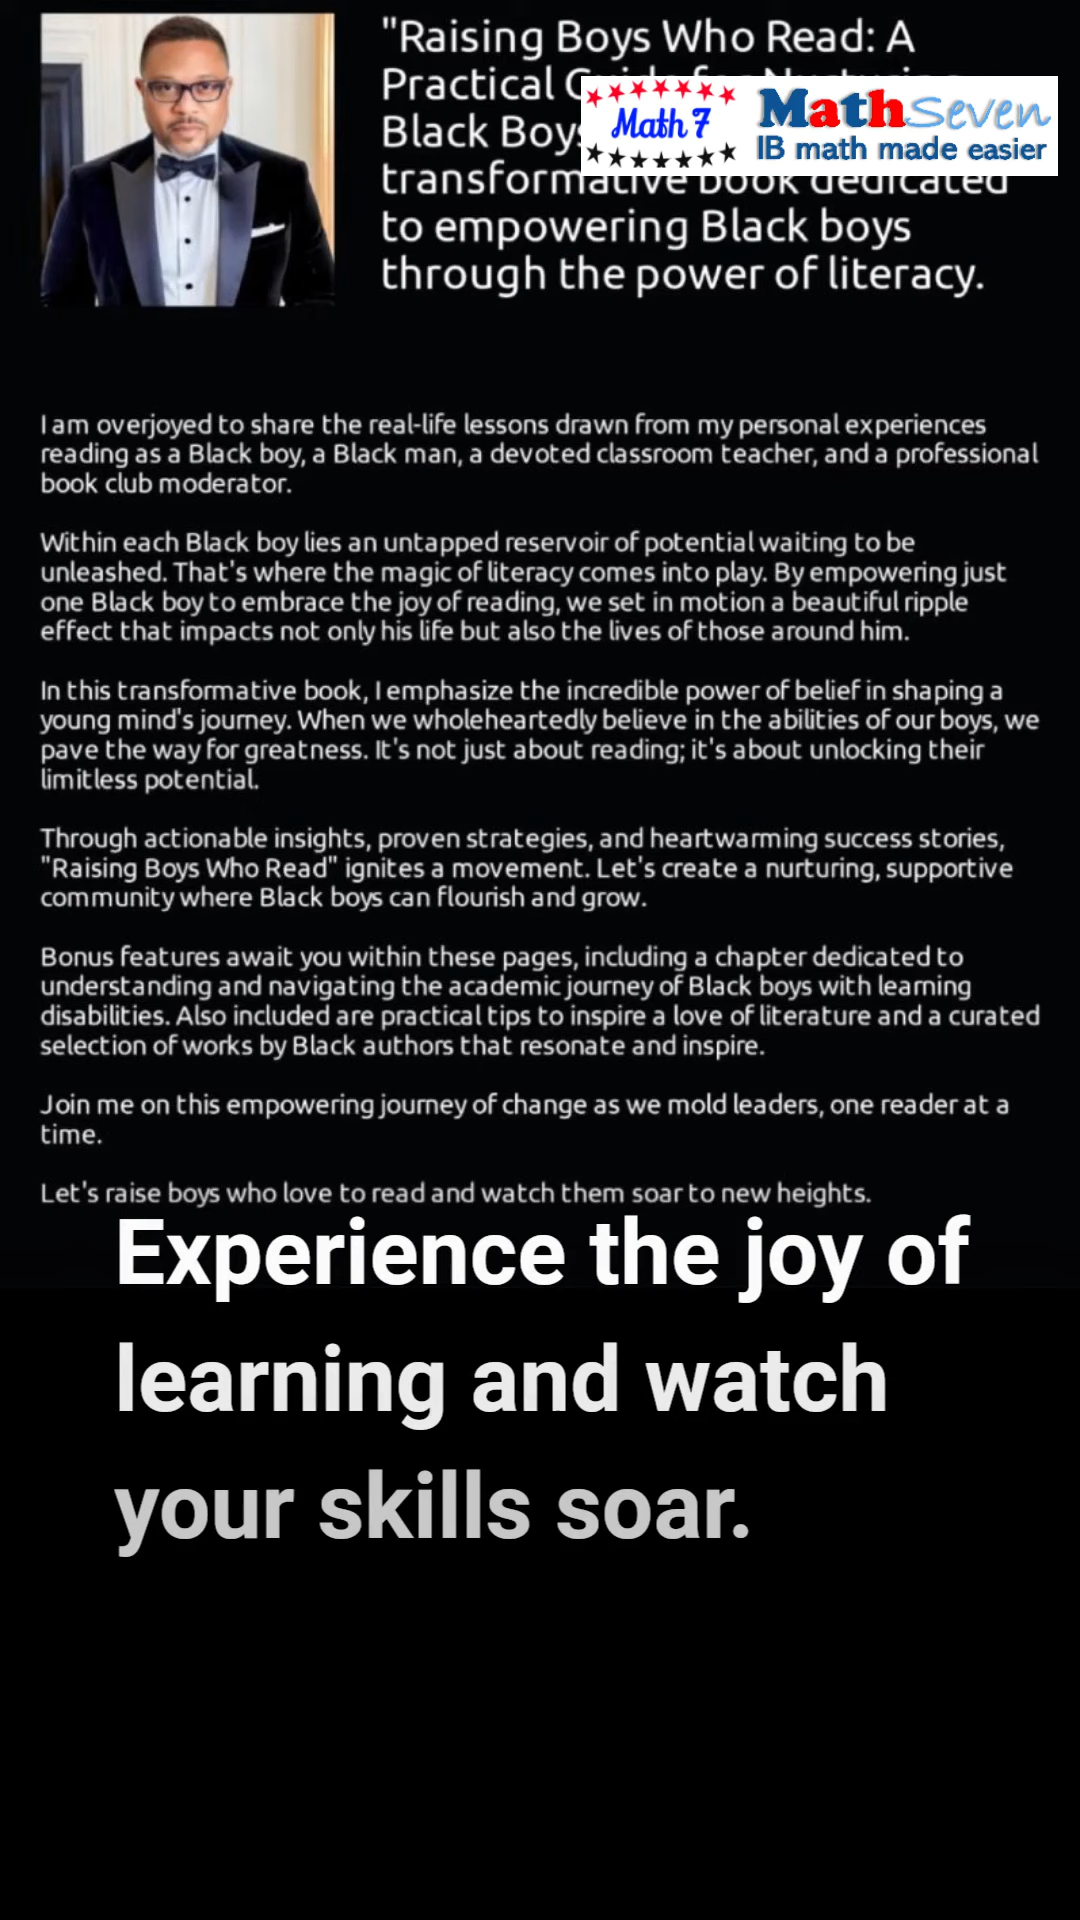 "Raising Boys Who Read: A
Practical
Black Boys
transformative book dedicated
to empowering Black boys
through the power of literacy.
Math 7
MathSeven
IB math made easier
I am overjoyed to share the real-life lessons drawn from my personal experiences
reading as a Black boy, a Black man, a devoted classroom teacher, and a professional
book club moderator.
Within each Black boy lies an untapped reservoir of potential waiting to be
unleashed. That's where the magic of literacy comes into play. By empowering just
one Black boy to embrace the joy of reading, we set in motion a beautiful ripple
effect that impacts not only his life but also the lives of those around him.
In this transformative book, I emphasize the incredible power of belief in shaping a
young mind's journey. When we wholeheartedly believe in the abilities of our boys, we
pave the way for greatness. It's not just about reading; it's about unlocking their
limitless potential.
Through actionable insights, proven strategies, and heartwarming success stories,
"Raising Boys Who Read" ignites a movement. Let's create a nurturing, supportive
community where Black boys can flourish and grow.
Bonus features await you within these pages, including a chapter dedicated to
understanding and navigating the academic journey of Black boys with learning
disabilities. Also included are practical tips to inspire a love of literature and a curated
selection of works by Black authors that resonate and inspire.
Join me on this empowering journey of change as we mold leaders, one reader at a
time.
Let's raise boys who love to read and watch them soar to new heights.
Experience the joy of
learning and watch
your skills soar.